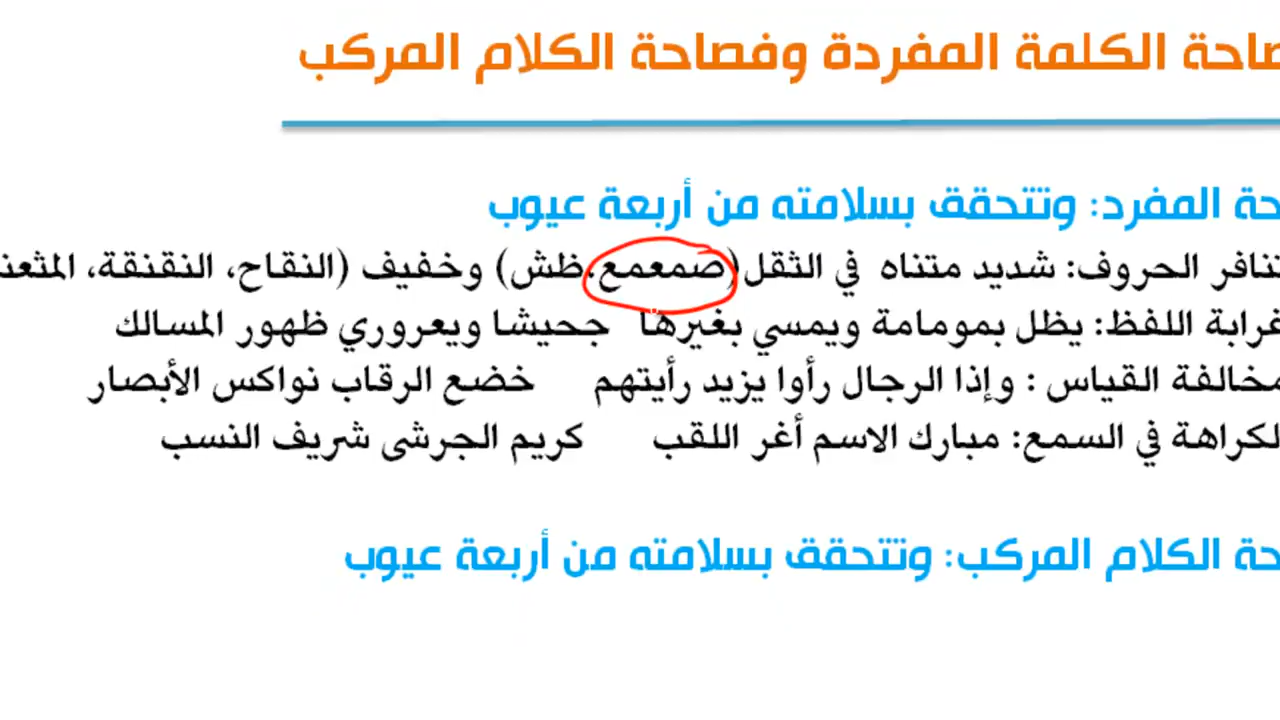 صاحة الكلمة المفردة وفصاحة الكلام المركب
حة المفرد: وتتحقق بسلامته من أربعة عيوب
تنافر الحروف: شديد متناه في الثقل (صمعمع، ظش) وخفيف (النقاح، النقنقة، المثعن
غرابة اللفظ: يظل بمومامة ويمسي بغيرها جحيشا ويعروري ظهور المسالك
مخالفة القياس : وإذا الرجال رأوا يزيد رأيتهم خضع الرقاب نواكس الأبصار
لكراهة في السمع: مبارك الاسم أغر اللقب كريم الجرشى شريف النسب
حة الكلام المركب: وتتحقق بسلامته من أربعة عيوب